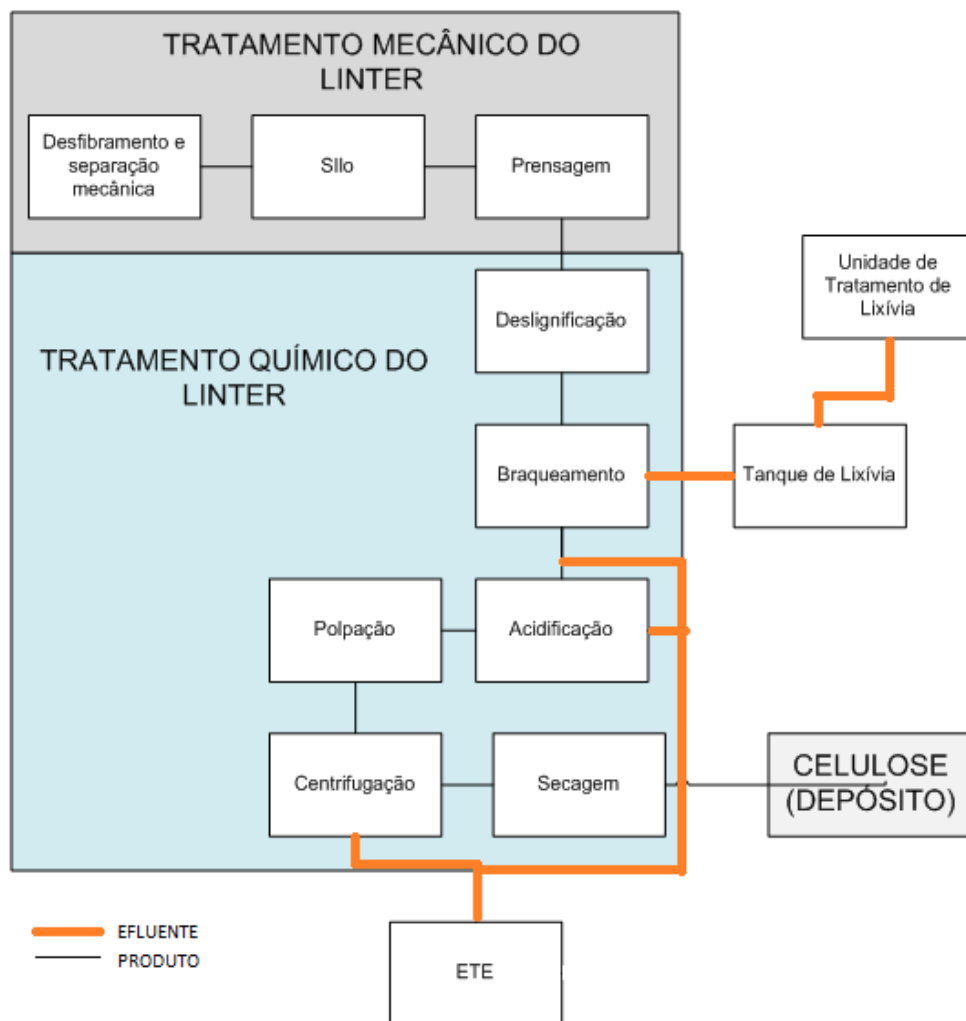 TRATAMENTO MECÂNICO DO
LINTER
Desfibramento e
separação
mecânica
SIlo
Prensagem
Unidade de
Tratamento de
Lixívia
Deslignificação
TRATAMENTO QUÍMICO DO
LINTER
Braqueamento
Tanque de Lixívia
Polpação
Acidificação
Centrifugação
Secagem
CELULOSE
(DEPÓSITO)
EFLUENTE
PRODUTO
ETE